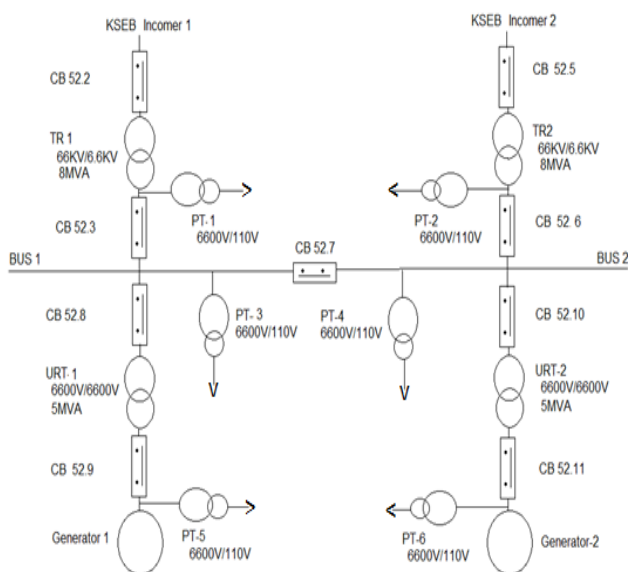 KSEB Incomer 1
KSEB Incomer 2
CB 52.2
CB 52.5
TR 1
66KV/6.6KV
8MVA
TR2
66KV/6.6KV
8MVA
PT-1
6600V/110V
PT-2
6600V/110V
CB 52.3
CB 52. 6
CB 52.7
BUS 1
BUS 2
CB 52.8
PT- 3
6600V/110V
PT-4
6600V/110V
CB 52.10
URT- 1
6600V/6600V
5MVA
URT-2
6600V/6600V
5MVA
CB 52.9
CB 52.11
Generator 1
PT-5
6600V/110V
PT-6
6600V/110V
Generator-2